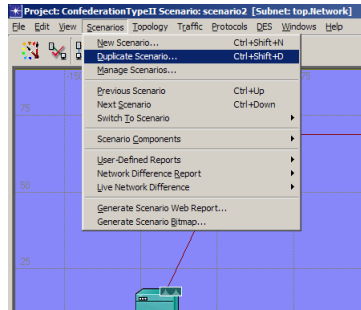 Project: ConfederationTypeII Scenario: scenario2 [Subnet: top.Network]
File Edit View Scenarios Topology Traffic Protocols DES Windows Help
New Scenario... Ctrl+Shift+N
Duplicate Scenario... Ctrl+Shift+D
Manage Scenarios...
Previous Scenario Ctrl+Up
Next Scenario Ctrl+Down
Switch To Scenario
Scenario Components
User-Defined Reports
Network Difference Report
Live Network Difference
Generate Scenario Web Report...
Generate Scenario Bitmap...
75
50
25